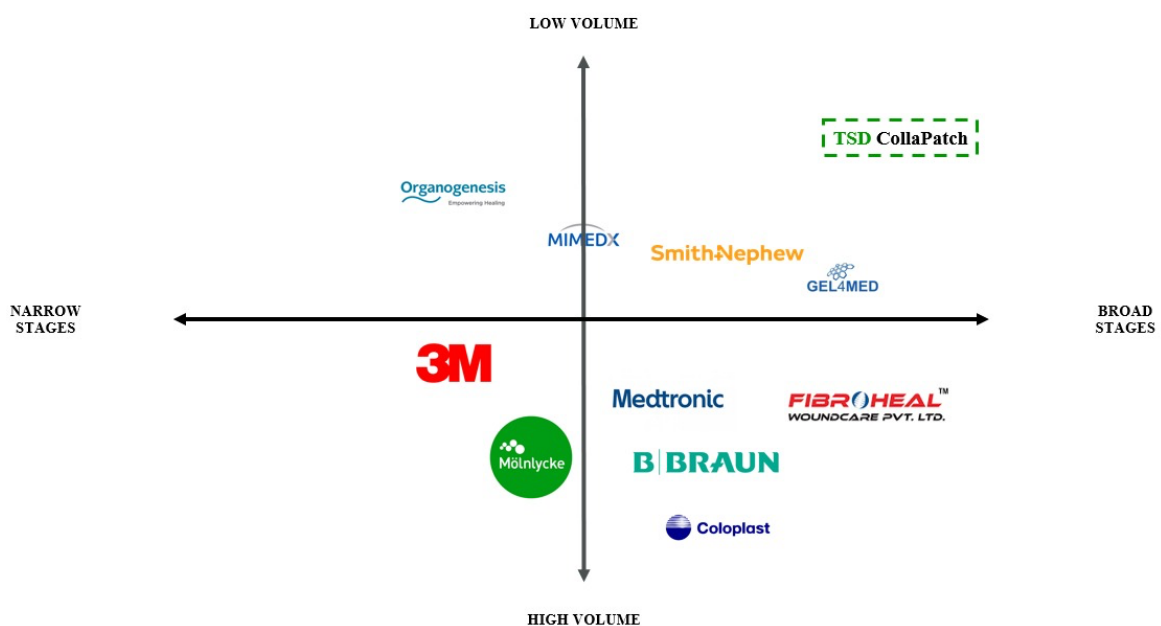 LOW VOLUME
TSD CollaPatch
Organogenesis
Empowering Healing
MIMEDX
Smith+Nephew
GEL4MED
NARROW
STAGES
BROAD
STAGES
3M
Medtronic
FIBROHEAL™
WOUNDCARE PVT. LTD.
Mölnlycke
B|BRAUN
Coloplast
HIGH VOLUME